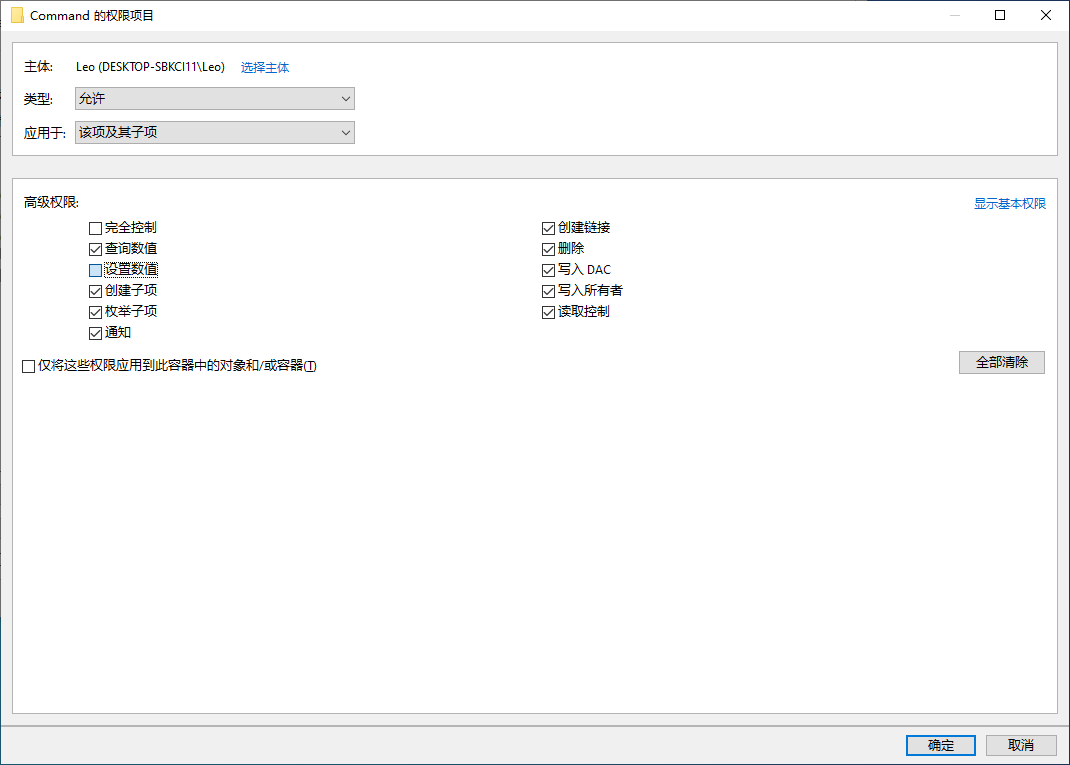 Command 的权限项目
主体: Leo (DESKTOP-SBKCI11\Leo) 选择主体
类型: 允许
应用于: 该项及其子项
高级权限: 显示基本权限
完全控制 创建链接
查询数值 删除
设置数值 写入 DAC
创建子项 写入所有者
枚举子项 读取控制
通知
仅将这些权限应用到此容器中的对象和/或容器(T) 全部清除
确定 取消